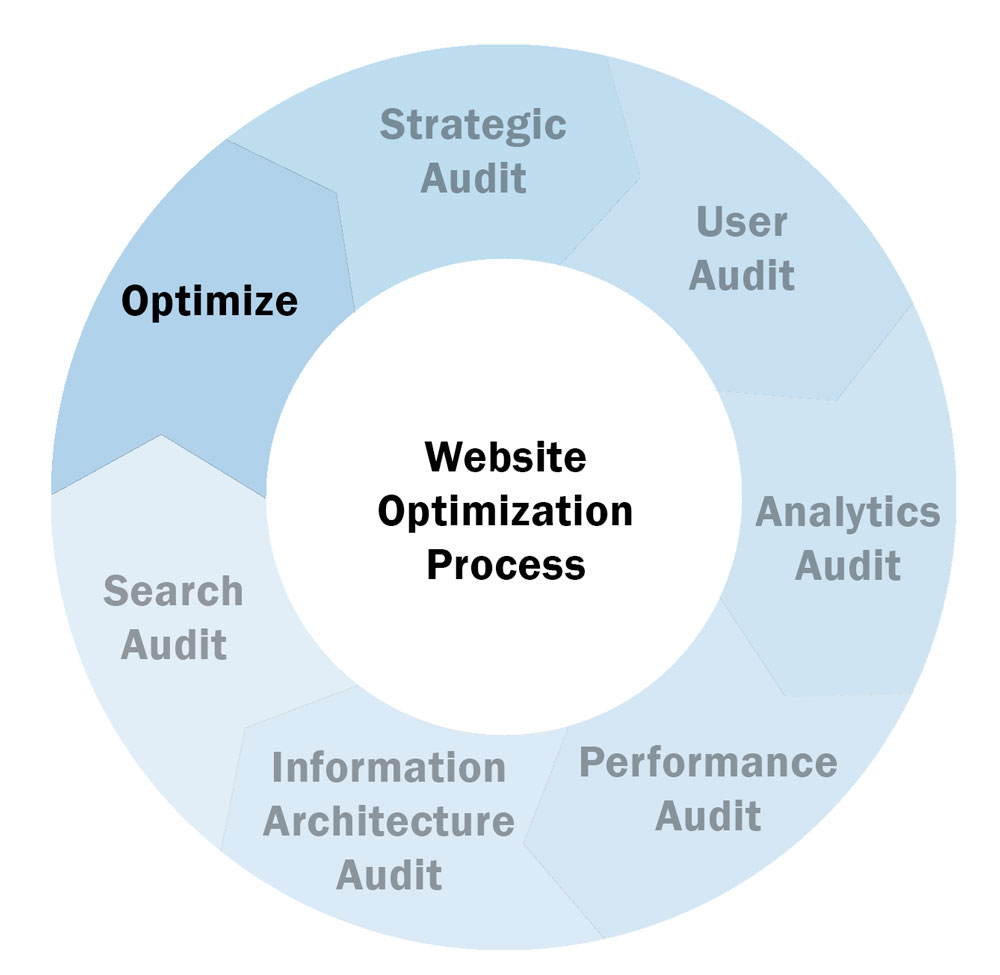 Strategic
Audit
User
Audit
Optimize
Website
Optimization
Process
Analytics
Audit
Search
Audit
Performance
Audit
Information
Architecture
Audit